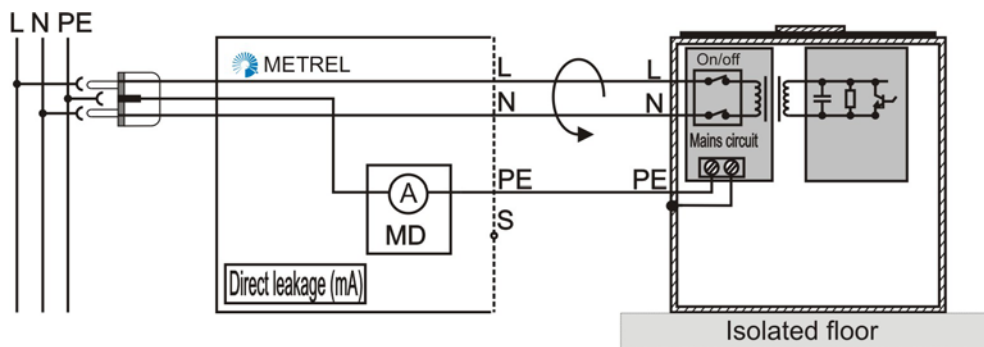 L N PE
METREL
L
N
L
N
On/off
Mains circuit
PE
PE
A
MD
S
Direct leakage (mA)
Isolated floor